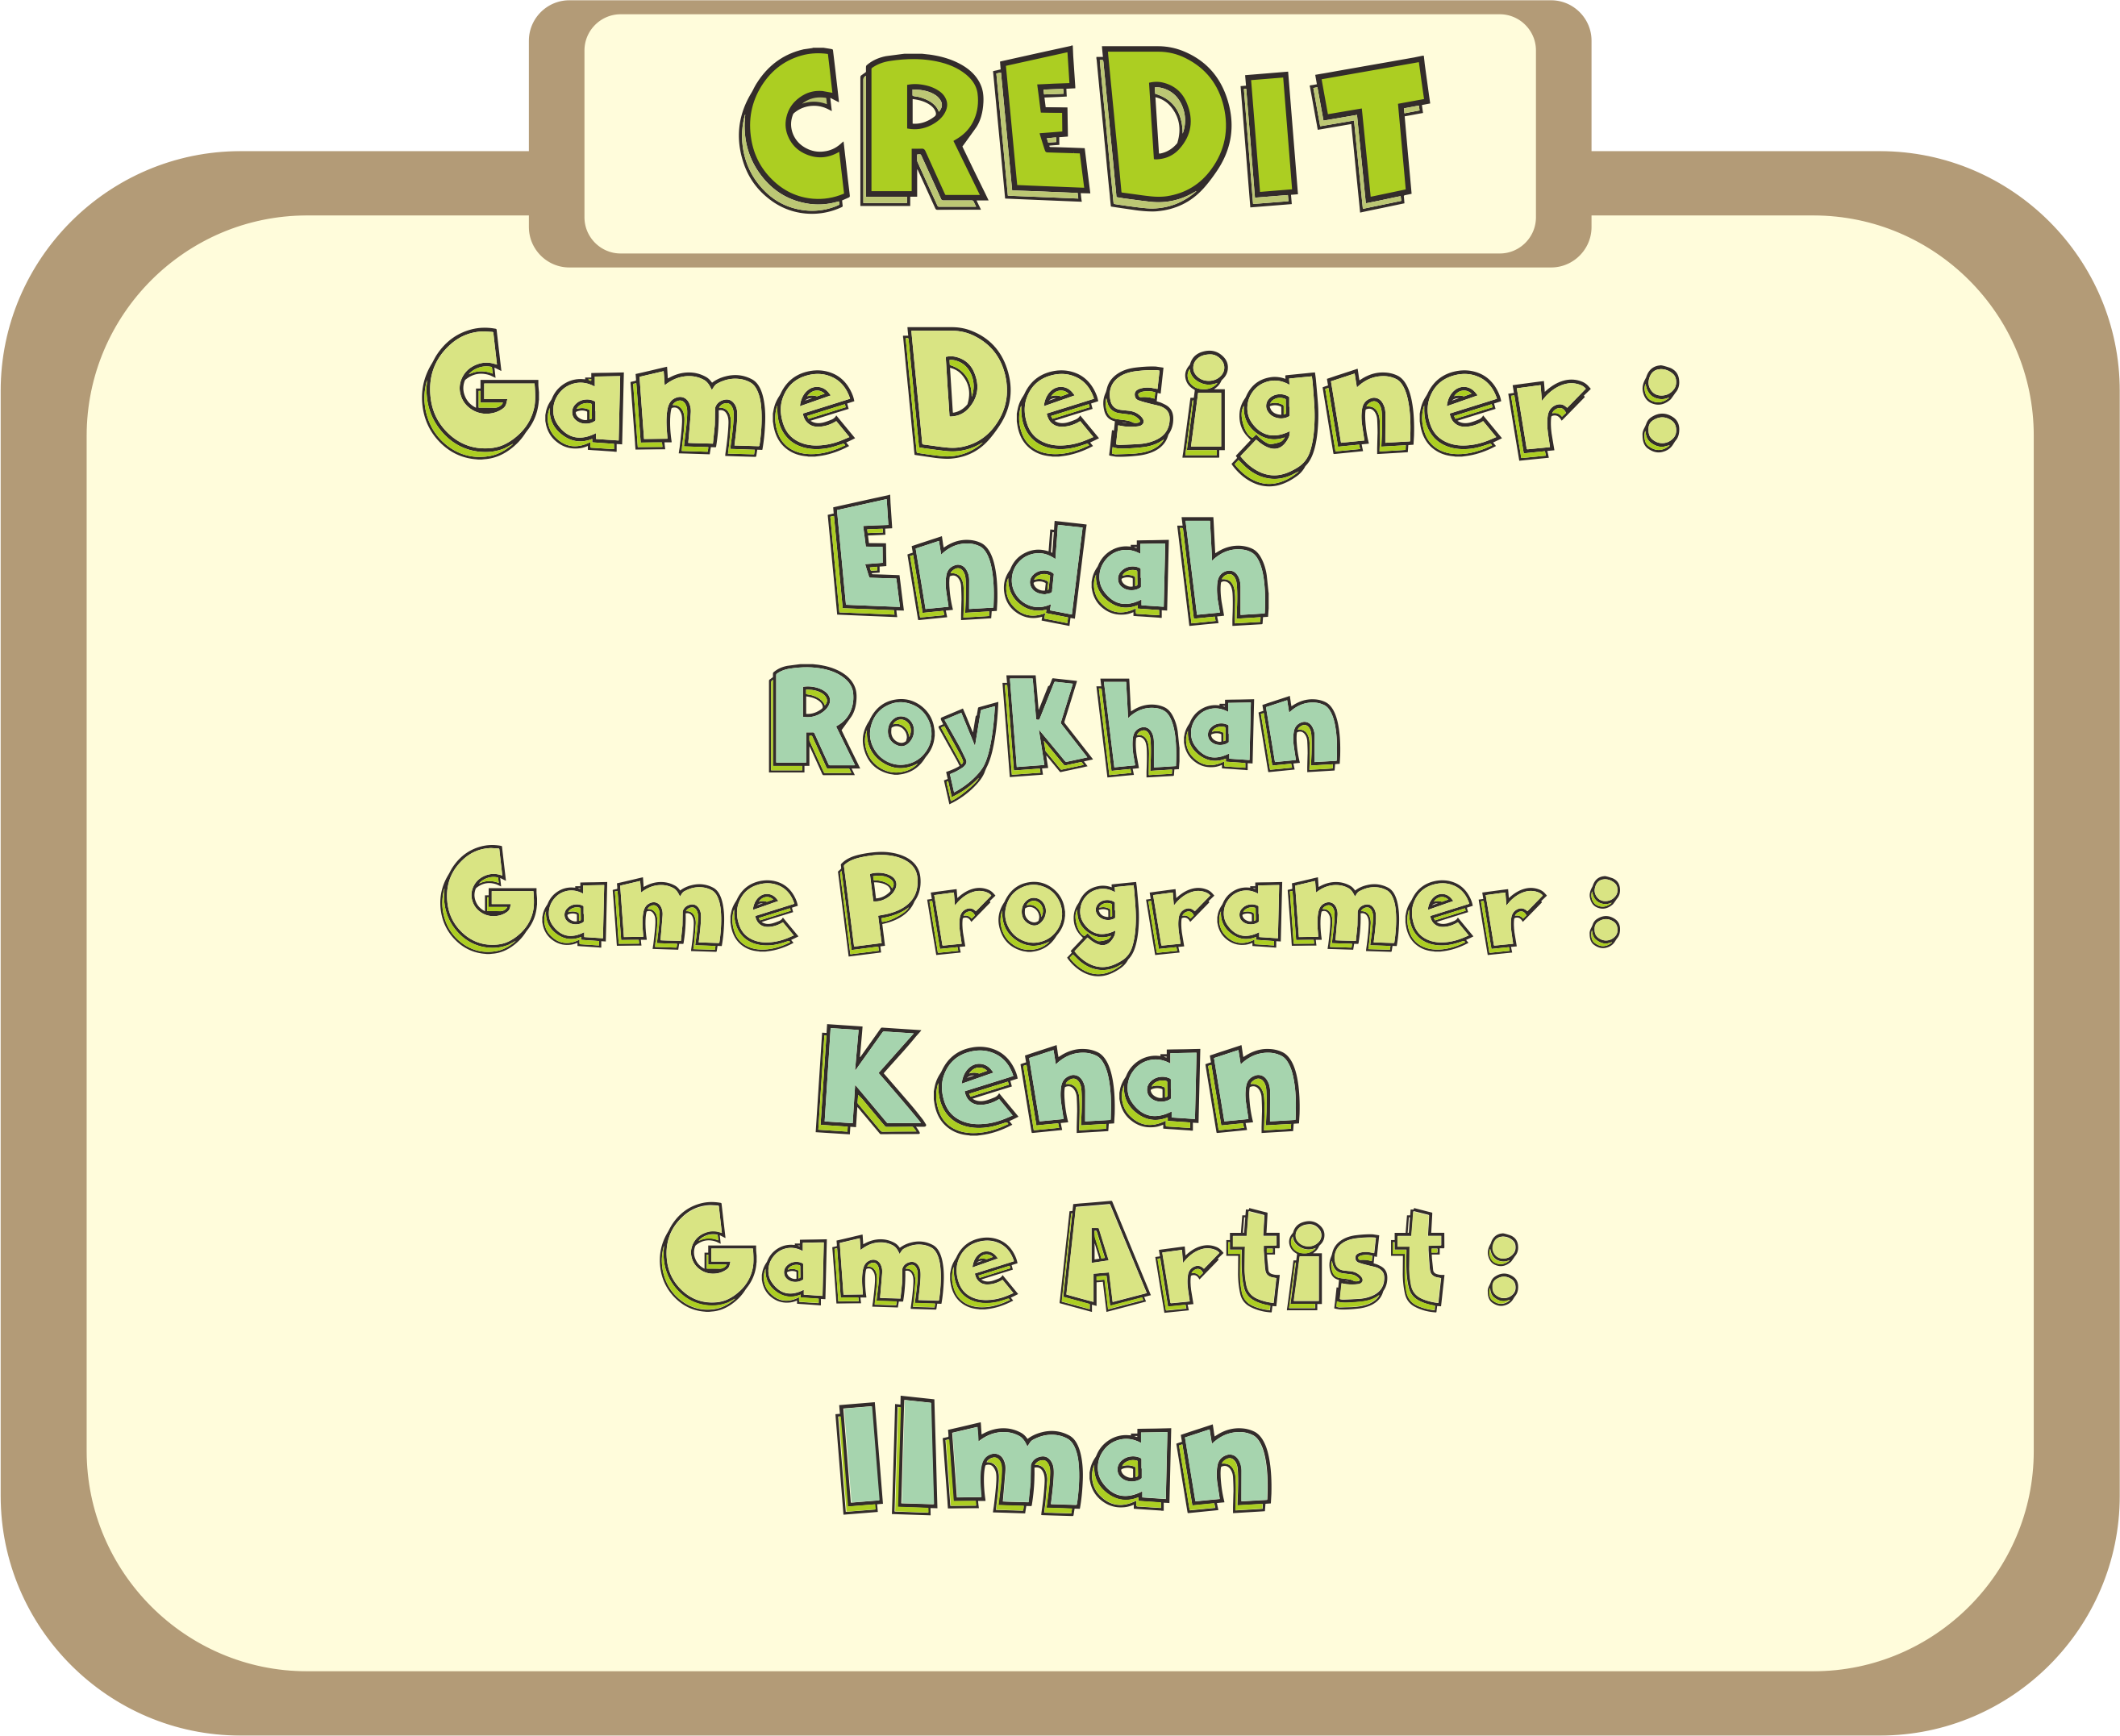 CREDIT
Game Designer :
Endah
Roykhan
Game Programer :
Kenan
Game Artist :
Ilman